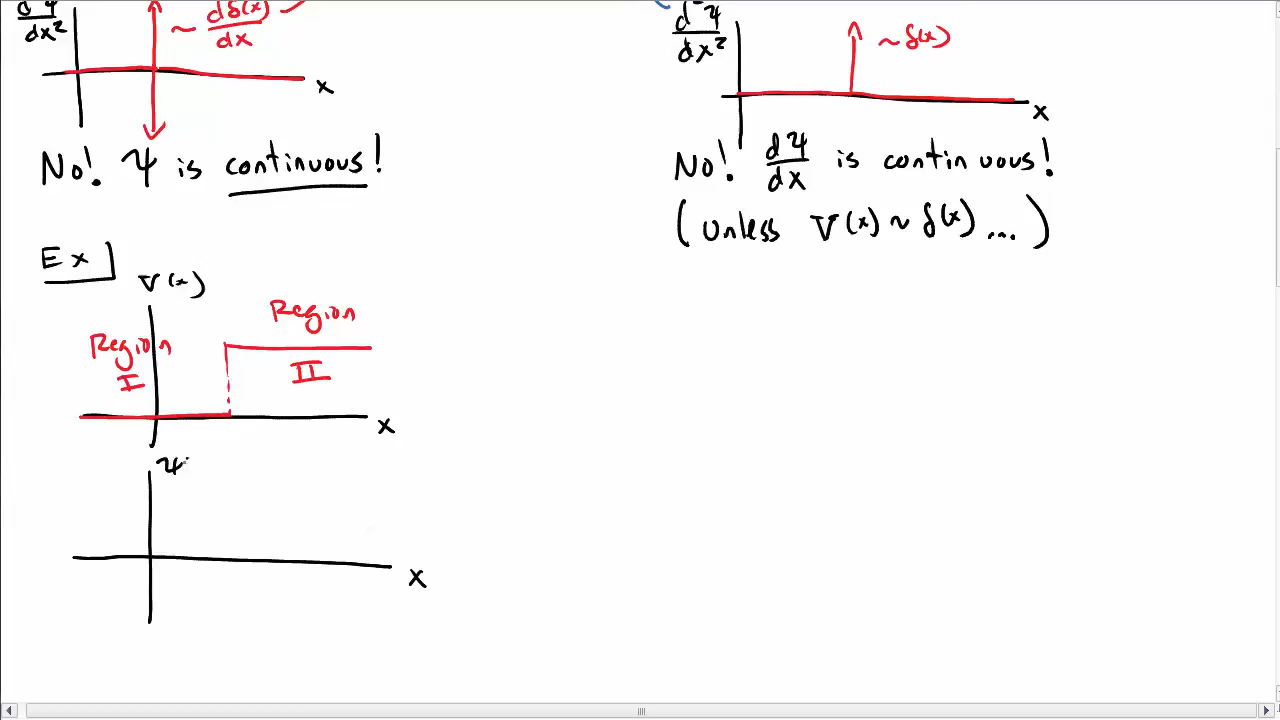 d²ψ/dx² ~ dδ(x)/dx
x
No! ψ is continuous!
d²ψ/dx² ~ δ(x)
x
No! dψ/dx is continuous!
(unless V(x) ~ δ(x) ...)
Ex
V(x)
Region I
Region II
x
ψ
x